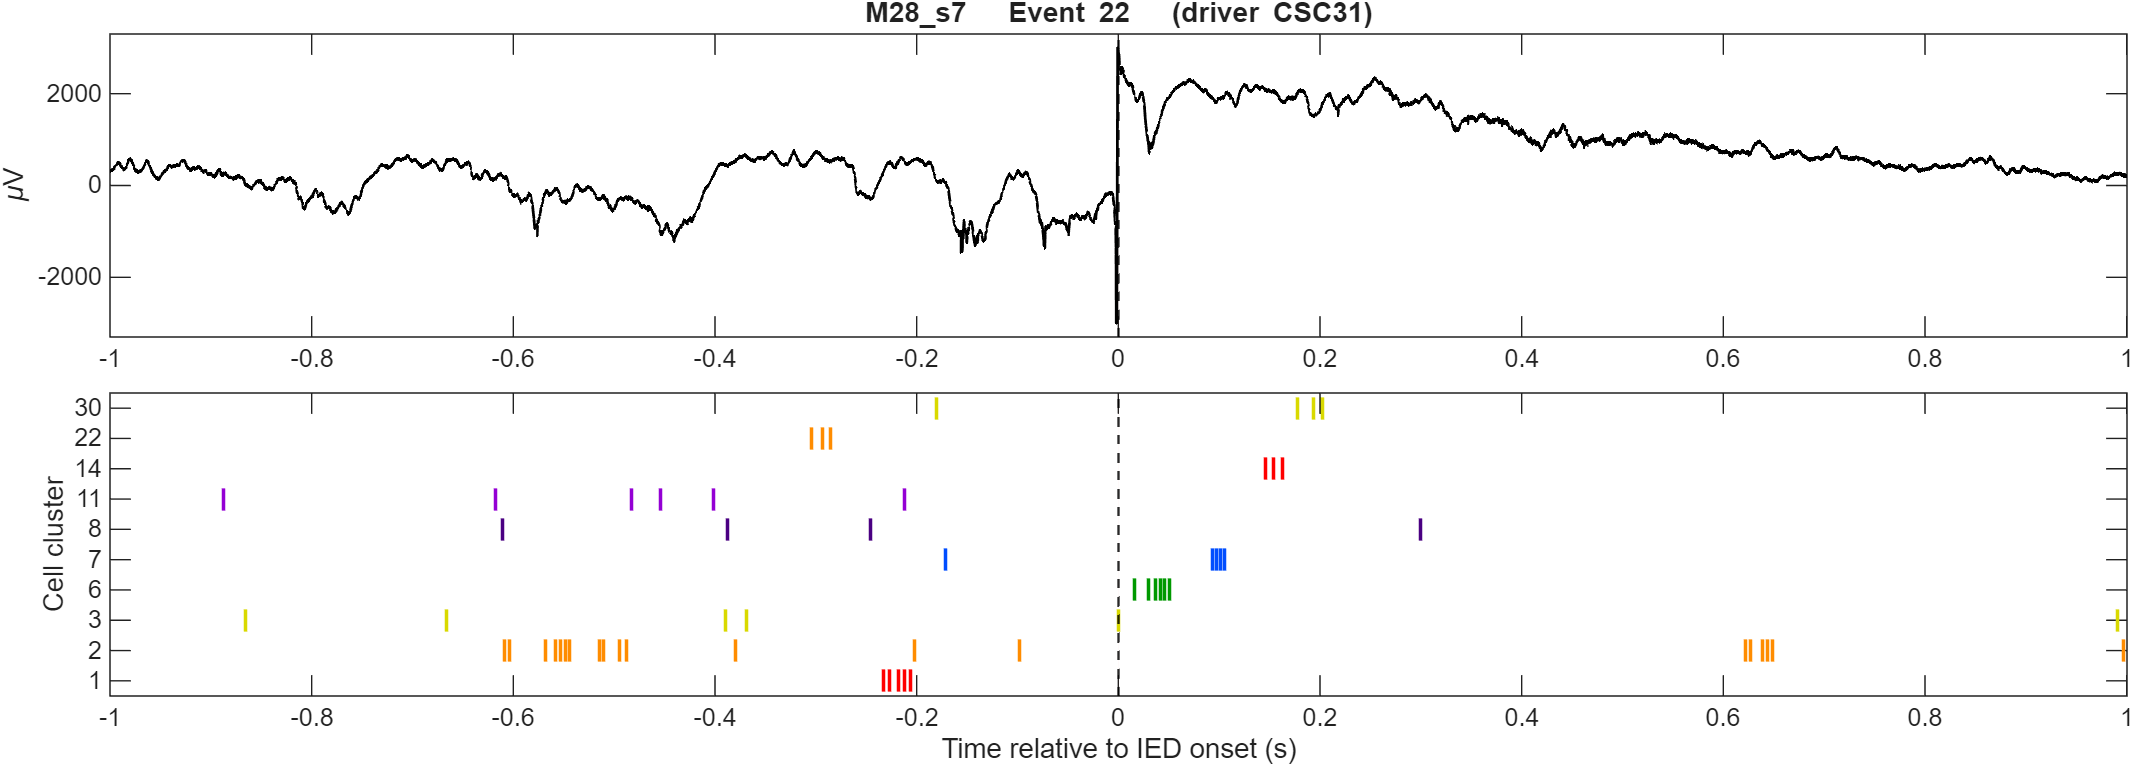 M28_s7 Event 22 (driver CSC31)
2000
0
-2000
µV
-1 -0.8 -0.6 -0.4 -0.2 0 0.2 0.4 0.6 0.8 1
30
22
14
11
8
7
6
3
2
1
Cell cluster
-1 -0.8 -0.6 -0.4 -0.2 0 0.2 0.4 0.6 0.8 1
Time relative to IED onset (s)